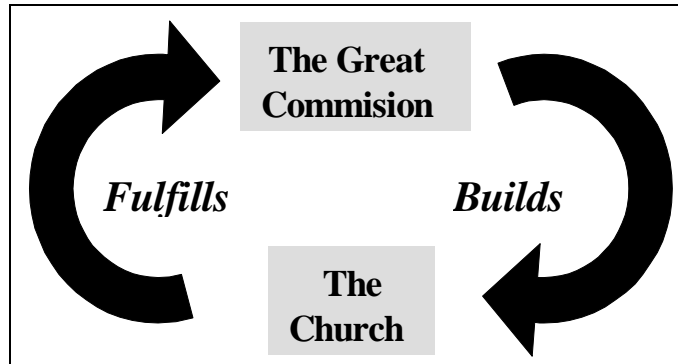 The Great
Commision
Fulfills
Builds
The
Church